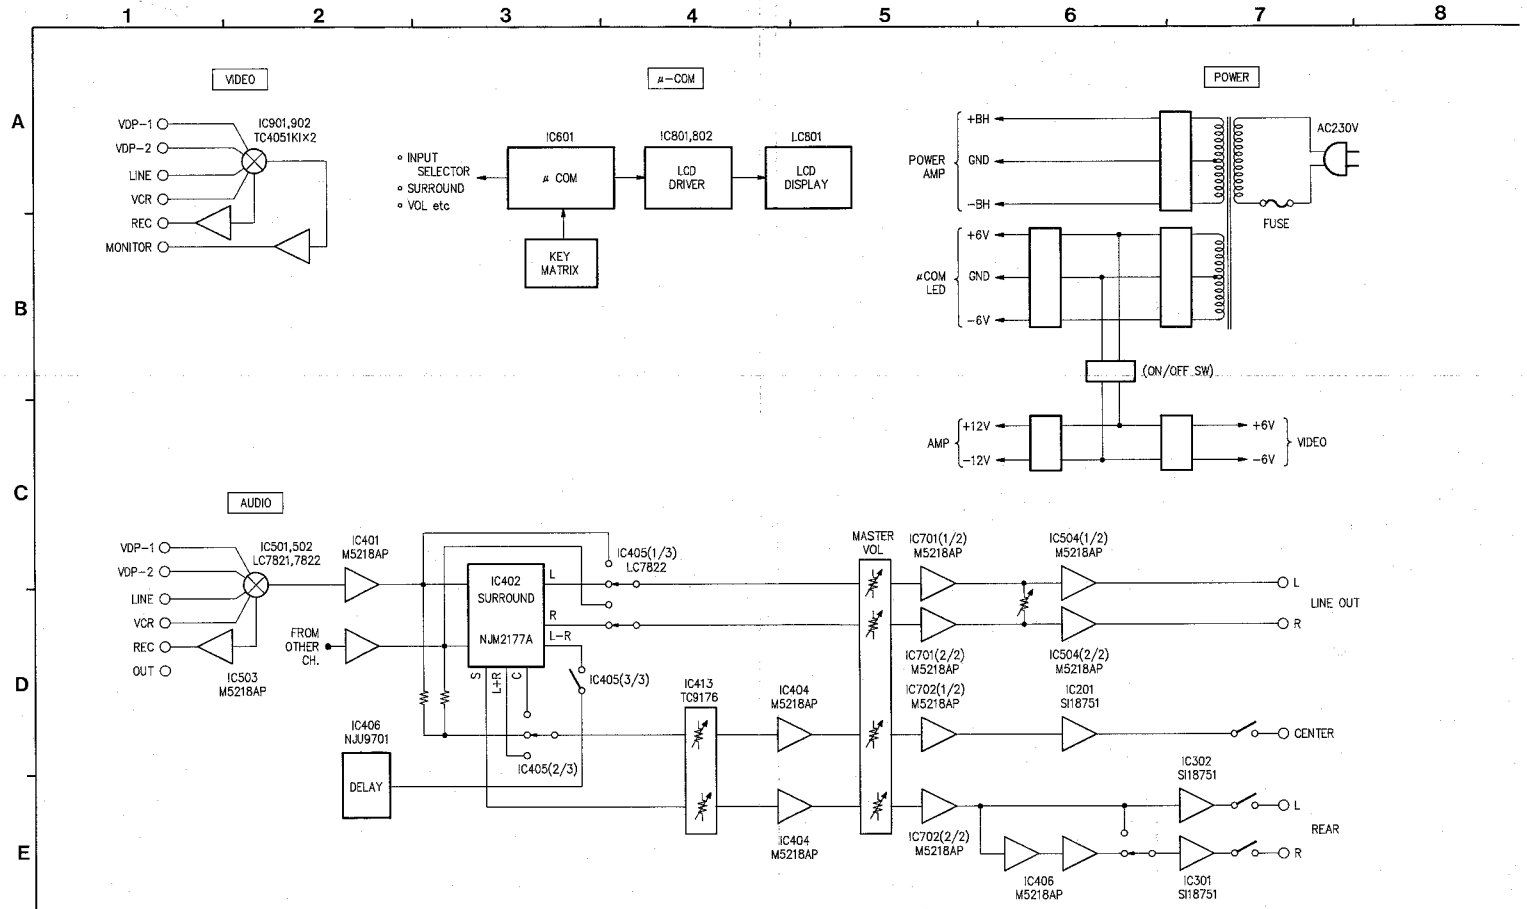 1 2 3 4 5 6 7 8
A
B
C
D
E
VIDEO
VDP-1
VDP-2
LINE
VCR
REC
MONITOR
IC901,902
TC4051KI×2
μ-COM
INPUT
SELECTOR
SURROUND
VOL etc
IC601
μ COM
IC801,802
LCD
DRIVER
LC801
LCD
DISPLAY
KEY
MATRIX
POWER
POWER
AMP
+BH
GND
-BH
AC230V
FUSE
μCOM
LED
+6V
GND
-6V
(ON/OFF SW)
AMP
+12V
-12V
+6V
-6V
VIDEO
AUDIO
VDP-1
VDP-2
LINE
VCR
REC
OUT
IC501,502
LC7821,7822
IC503
M5218AP
IC401
M5218AP
FROM
OTHER
CH.
IC402
SURROUND
NJM2177A
L
R
L-R
S
L+R
C
IC405(1/3)
LC7822
IC405(3/3)
IC405(2/3)
IC406
NJU9701
DELAY
IC413
TC9176
IC404
M5218AP
IC404
M5218AP
MASTER
VOL
IC701(1/2)
M5218AP
IC701(2/2)
M5218AP
IC702(1/2)
M5218AP
IC702(2/2)
M5218AP
IC504(1/2)
M5218AP
IC504(2/2)
M5218AP
IC201
SI18751
IC406
M5218AP
IC302
SI18751
IC301
SI18751
L
LINE OUT
R
CENTER
L
REAR
R